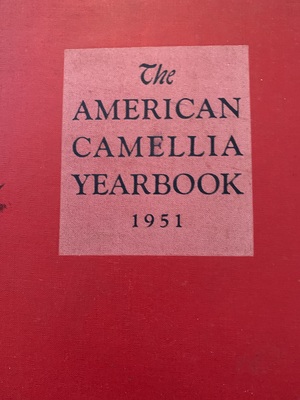 The
AMERICAN
CAMELLIA
YEARBOOK
1951